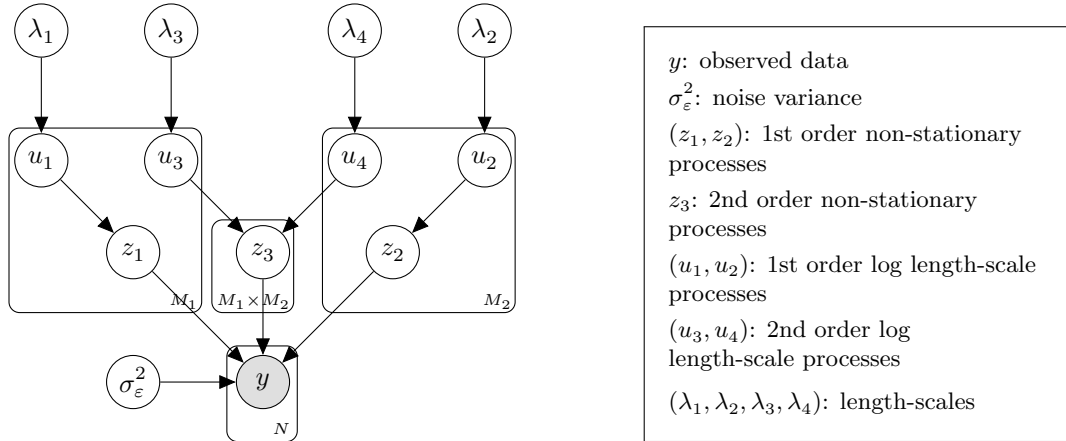 λ₁ λ₃ λ₄ λ₂
u₁ u₃ u₄ u₂
z₁ z₃ z₂
M₁ M₁×M₂ M₂
σ²_ε y
N
y: observed data
σ²_ε: noise variance
(z₁, z₂): 1st order non-stationary
processes
z₃: 2nd order non-stationary
processes
(u₁, u₂): 1st order log length-scale
processes
(u₃, u₄): 2nd order log
length-scale processes
(λ₁, λ₂, λ₃, λ₄): length-scales